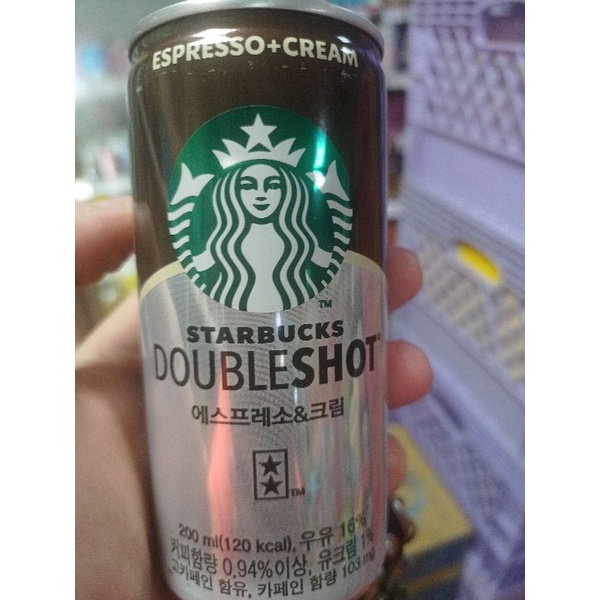 ESPRESSO+CREAM
TM
STARBUCKS
DOUBLESHOT®
에스프레소&크림
TM
200 ml(120 kcal), 우유 16%
커피함량 0.94%이상, 유크림 1%
고카페인 함유, 카페인 함량 103 mg